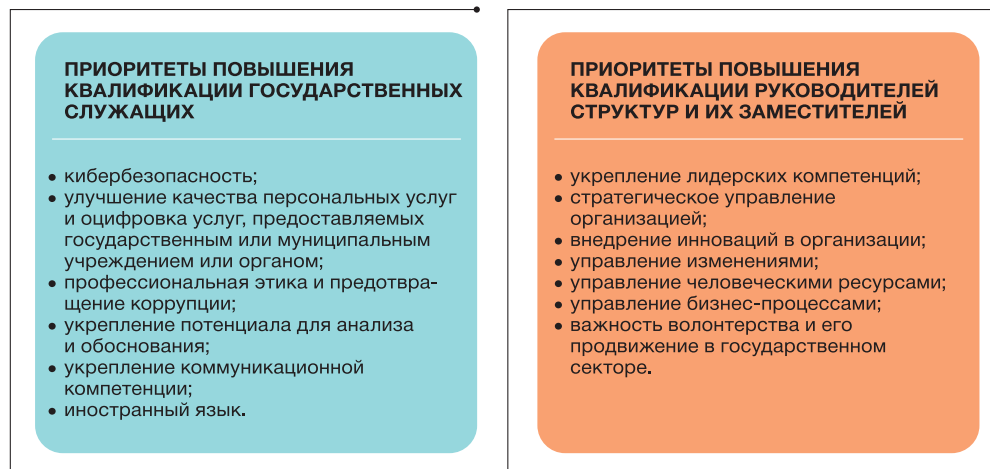 ПРИОРИТЕТЫ ПОВЫШЕНИЯ
КВАЛИФИКАЦИИ ГОСУДАРСТВЕННЫХ
СЛУЖАЩИХ
• кибербезопасность;
• улучшение качества персональных услуг
и оцифровка услуг, предоставляемых
государственным или муниципальным
учреждением или органом;
• профессиональная этика и предотвра-
щение коррупции;
• укрепление потенциала для анализа
и обоснования;
• укрепление коммуникационной
компетенции;
• иностранный язык.
ПРИОРИТЕТЫ ПОВЫШЕНИЯ
КВАЛИФИКАЦИИ РУКОВОДИТЕЛЕЙ
СТРУКТУР И ИХ ЗАМЕСТИТЕЛЕЙ
• укрепление лидерских компетенций;
• стратегическое управление
организацией;
• внедрение инноваций в организации;
• управление изменениями;
• управление человеческими ресурсами;
• управление бизнес-процессами;
• важность волонтерства и его
продвижение в государственном
секторе.